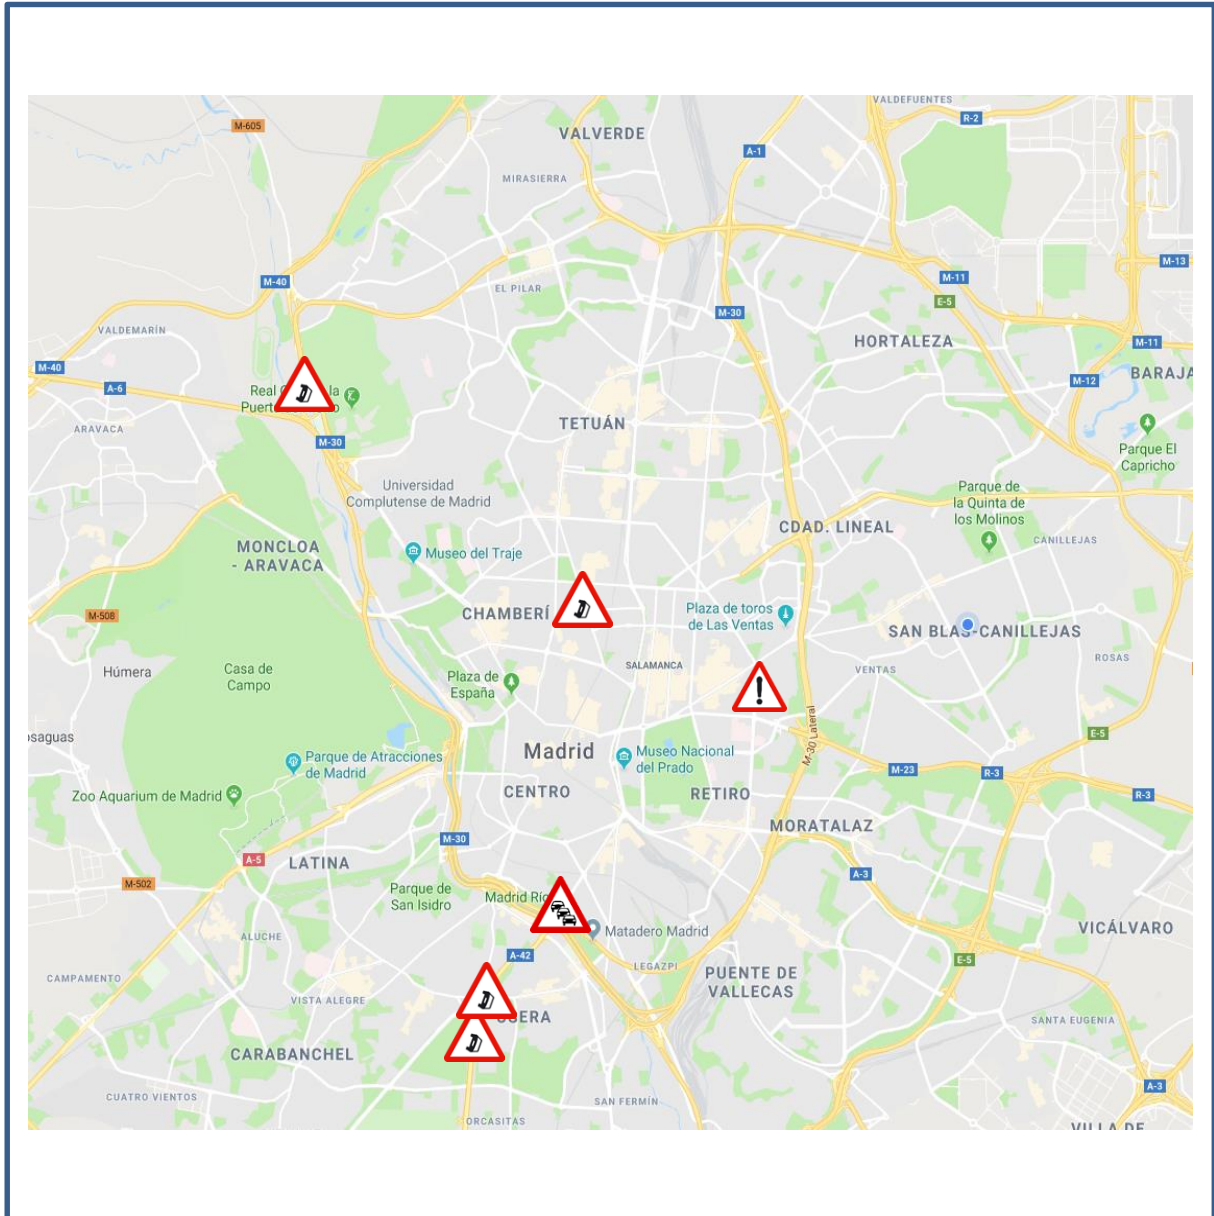 VALDEFUENTES
M-605
R-2
VALVERDE
A-1
MIRASIERRA
M-13
M-40
M-11
EL PILAR
E-5
M-30
VALDEMARÍN
HORTALEZA
M-11
M-40
A-6
M-12
BARAJA
Real
la
Puert
o
ARAVACA
TETUÁN
M-30
Parque El
Capricho
Universidad
Complutense de Madrid
Parque de
la Quinta de
los Molinos
CDAD. LINEAL
CANILLEJAS
MONCLOA
- ARAVACA
Museo del Traje
M-508
CHAMBERÍ
Plaza de toros
de Las Ventas
SAN BLAS-CANILLEJAS
Húmera
Casa de
Campo
SALAMANCA
VENTAS
ROSAS
Plaza de
España
M-30 Lateral
osaguas
E-5
Madrid
Museo Nacional
del Prado
Parque de Atracciones
de Madrid
M-23
R-3
Zoo Aquarium de Madrid
CENTRO
RETIRO
R-3
MORATALAZ
M-30
A-5
LATINA
A-3
M-502
Parque de
San Isidro
Madrid Río
Matadero Madrid
VICÁLVARO
ALUCHE
A-42
E-5
LEGAZPI
CAMPAMENTO
PUENTE DE
VALLECAS
VISTA ALEGRE
SERA
SANTA EUGENIA
CARABANCHEL
A-3
CUATRO VIENTOS
SAN FERMÍN
ORCASITAS
VILLA DE